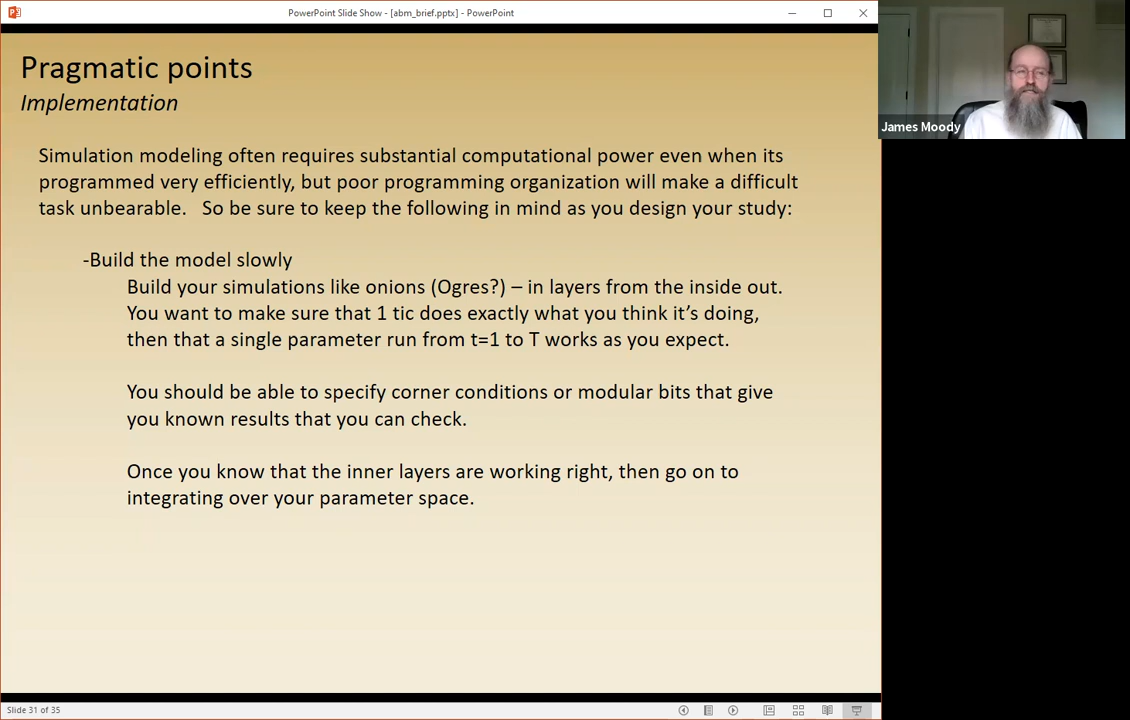 PowerPoint Slide Show - [abm_brief.pptx] - PowerPoint
Pragmatic points
Implementation
Simulation modeling often requires substantial computational power even when its
programmed very efficiently, but poor programming organization will make a difficult
task unbearable. So be sure to keep the following in mind as you design your study:
-Build the model slowly
Build your simulations like onions (Ogres?) – in layers from the inside out.
You want to make sure that 1 tic does exactly what you think it’s doing,
then that a single parameter run from t=1 to T works as you expect.
You should be able to specify corner conditions or modular bits that give
you known results that you can check.
Once you know that the inner layers are working right, then go on to
integrating over your parameter space.
James Moody
Slide 31 of 35